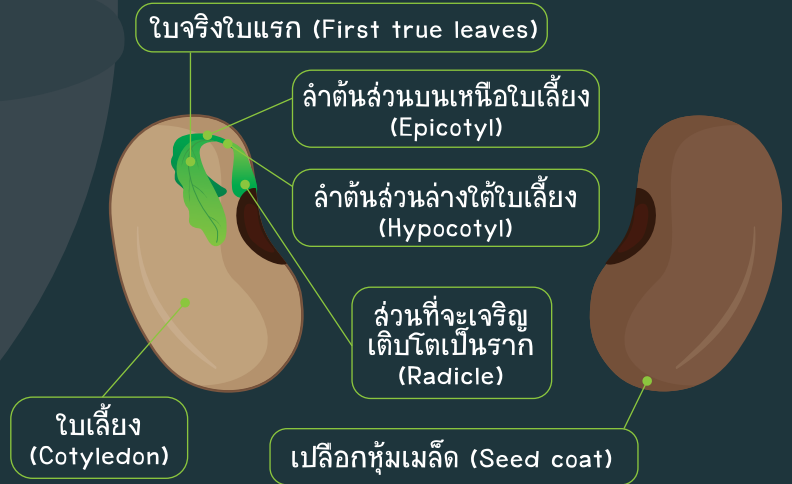 ใบจริงใบแรก (First true leaves)
ลำต้นส่วนบนเหนือใบเลี้ยง
(Epicotyl)
ลำต้นส่วนล่างใต้ใบเลี้ยง
(Hypocotyl)
ส่วนที่จะเจริญ
เติบโตเป็นราก
(Radicle)
ใบเลี้ยง
(Cotyledon)
เปลือกหุ้มเมล็ด (Seed coat)